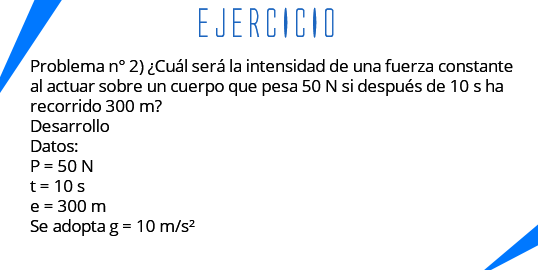 EJERCICIO
Problema n° 2) ¿Cuál será la intensidad de una fuerza constante
al actuar sobre un cuerpo que pesa 50 N si después de 10 s ha
recorrido 300 m?
Desarrollo
Datos:
P = 50 N
t = 10 s
e = 300 m
Se adopta g = 10 m/s²